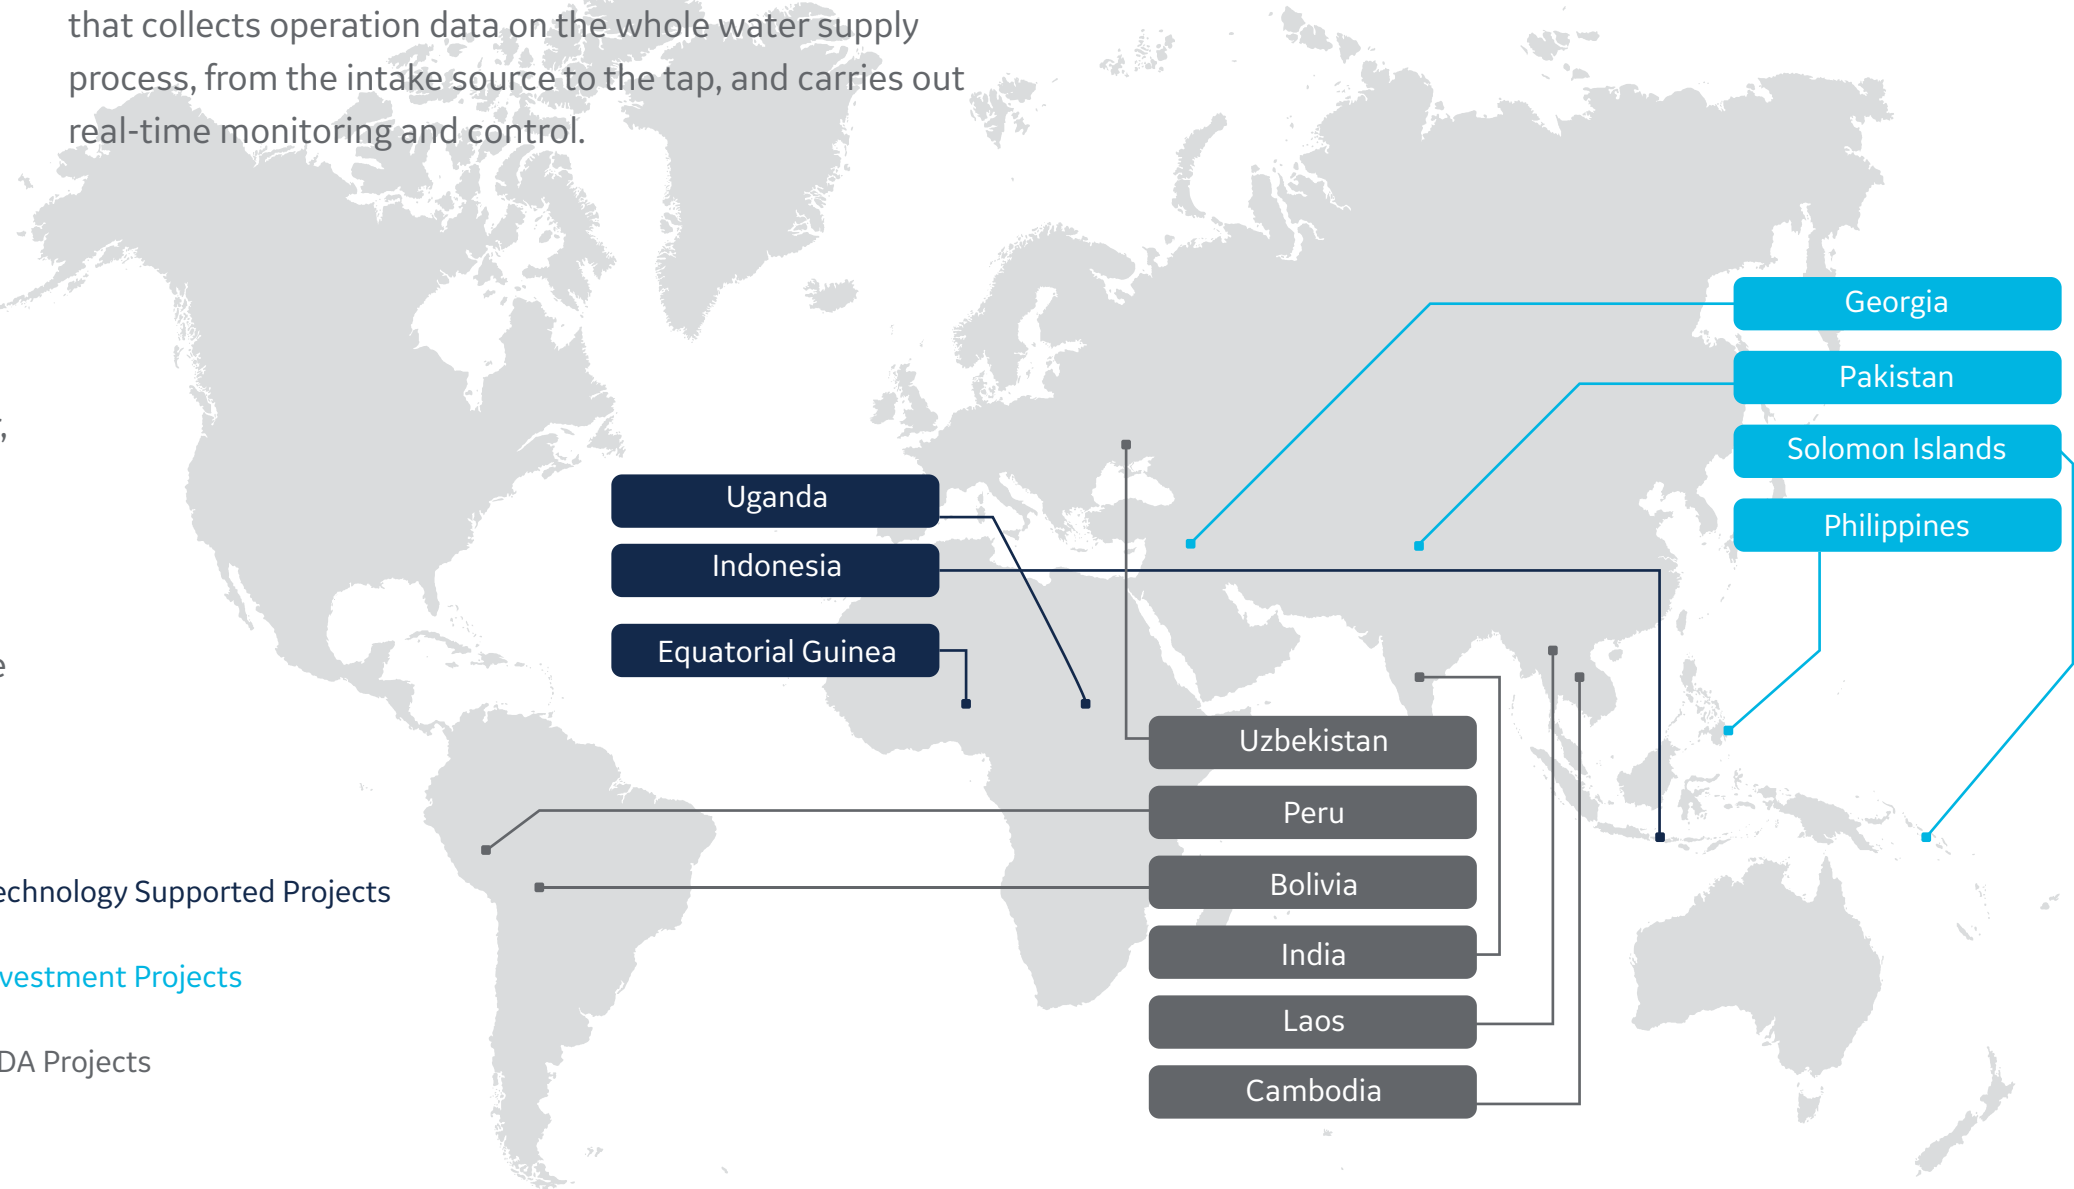 that collects operation data on the whole water supply
process, from the intake source to the tap, and carries out
real-time monitoring and control.
Georgia
Pakistan
Solomon Islands
Philippines
Uganda
Indonesia
Equatorial Guinea
Uzbekistan
Peru
Bolivia
India
Laos
Cambodia
echnology Supported Projects
vestment Projects
DA Projects